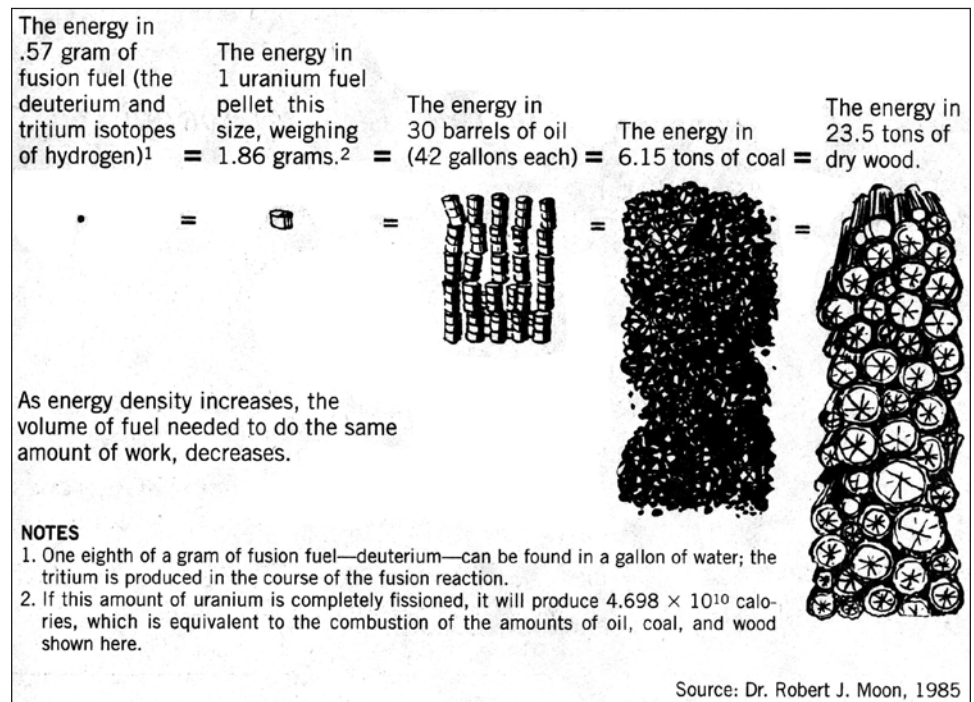 The energy in
.57 gram of
fusion fuel (the
deuterium and
tritium isotopes
of hydrogen)1 =
The energy in
1 uranium fuel
pellet this
size, weighing
1.86 grams.2 =
The energy in
30 barrels of oil
(42 gallons each) =
The energy in
6.15 tons of coal =
The energy in
23.5 tons of
dry wood.
= = = =
As energy density increases, the
volume of fuel needed to do the same
amount of work, decreases.
NOTES
1. One eighth of a gram of fusion fuel—deuterium—can be found in a gallon of water; the
tritium is produced in the course of the fusion reaction.
2. If this amount of uranium is completely fissioned, it will produce 4.698 × 10¹⁰ calo-
ries, which is equivalent to the combustion of the amounts of oil, coal, and wood
shown here.
Source: Dr. Robert J. Moon, 1985